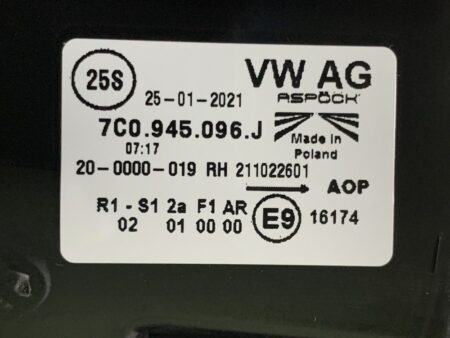 25S
VW AG
25-01-2021
ASPÖCK
7C0.945.096.J
07:17
Made in
Poland
20-0000-019 RH 211022601
AOP
R1 - S1 2a F1 AR
02 01 00 00
E9
16174